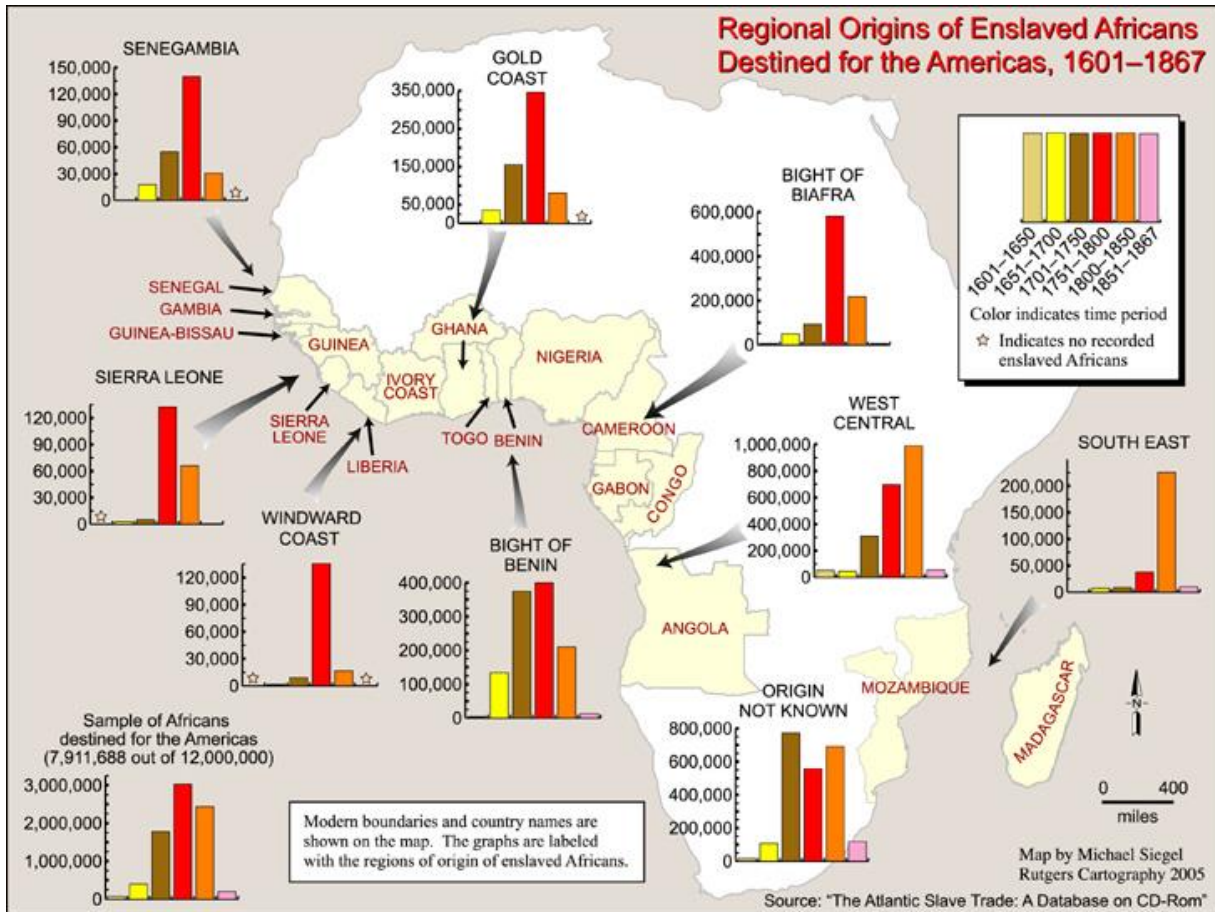 Regional Origins of Enslaved Africans
Destined for the Americas, 1601–1867
SENEGAMBIA
150,000
120,000
90,000
60,000
30,000
0
GOLD
COAST
350,000
250,000
150,000
50,000
0
BIGHT OF
BIAFRA
600,000
400,000
200,000
0
1601–1650
1651–1700
1701–1750
1751–1800
1800–1850
1851–1867
Color indicates time period
Indicates no recorded
enslaved Africans
SENEGAL
GAMBIA
GUINEA-BISSAU
GUINEA
SIERRA
LEONE
LIBERIA
IVORY
COAST
GHANA
TOGO
BENIN
NIGERIA
CAMEROON
GABON
CONGO
ANGOLA
MOZAMBIQUE
MADAGASCAR
SIERRA LEONE
120,000
90,000
60,000
30,000
0
WINDWARD
COAST
120,000
90,000
60,000
30,000
0
BIGHT OF
BENIN
400,000
300,000
200,000
100,000
0
WEST
CENTRAL
1,000,000
800,000
600,000
400,000
200,000
0
SOUTH EAST
200,000
150,000
100,000
50,000
0
ORIGIN
NOT KNOWN
800,000
600,000
400,000
200,000
0
Sample of Africans
destined for the Americas
(7,911,688 out of 12,000,000)
3,000,000
2,000,000
1,000,000
0
Modern boundaries and country names are
shown on the map. The graphs are labeled
with the regions of origin of enslaved Africans.
N
0 400
miles
Map by Michael Siegel
Rutgers Cartography 2005
Source: "The Atlantic Slave Trade: A Database on CD-Rom"